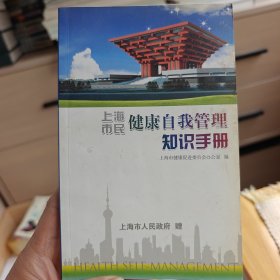 上海市民
健康自我管理
知识手册
上海市健康促进委员会办公室 编
上海市人民政府 赠
HEALTH SELF-MANAGEMENT